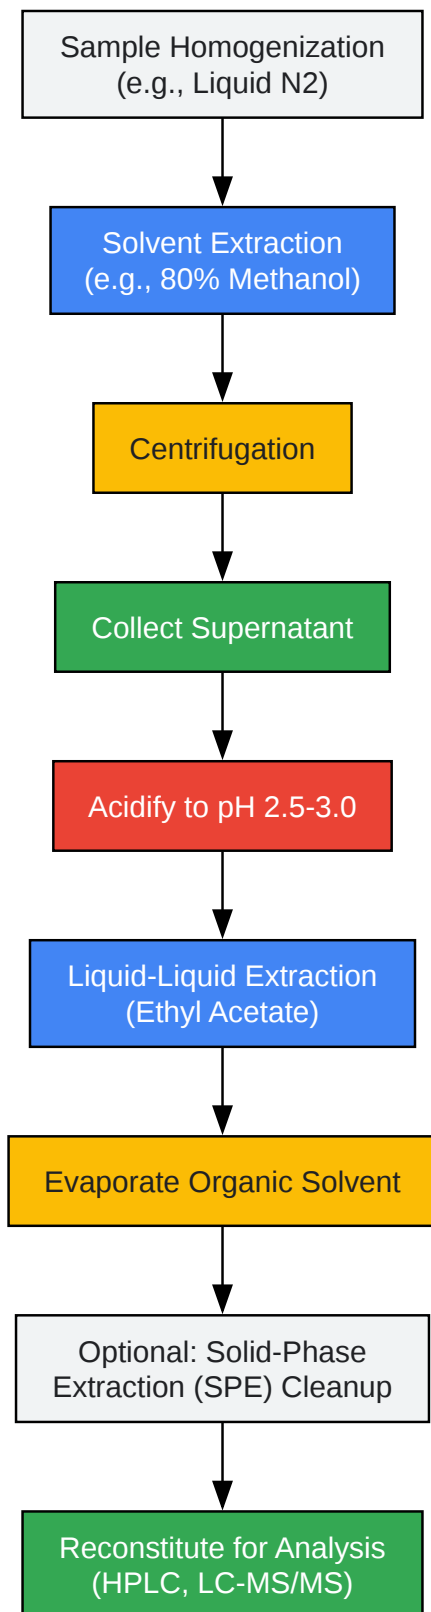 Sample Homogenization
(e.g., Liquid N2)
Solvent Extraction
(e.g., 80% Methanol)
Centrifugation
Collect Supernatant
Acidify to pH 2.5-3.0
Liquid-Liquid Extraction
(Ethyl Acetate)
Evaporate Organic Solvent
Optional: Solid-Phase
Extraction (SPE) Cleanup
Reconstitute for Analysis
(HPLC, LC-MS/MS)